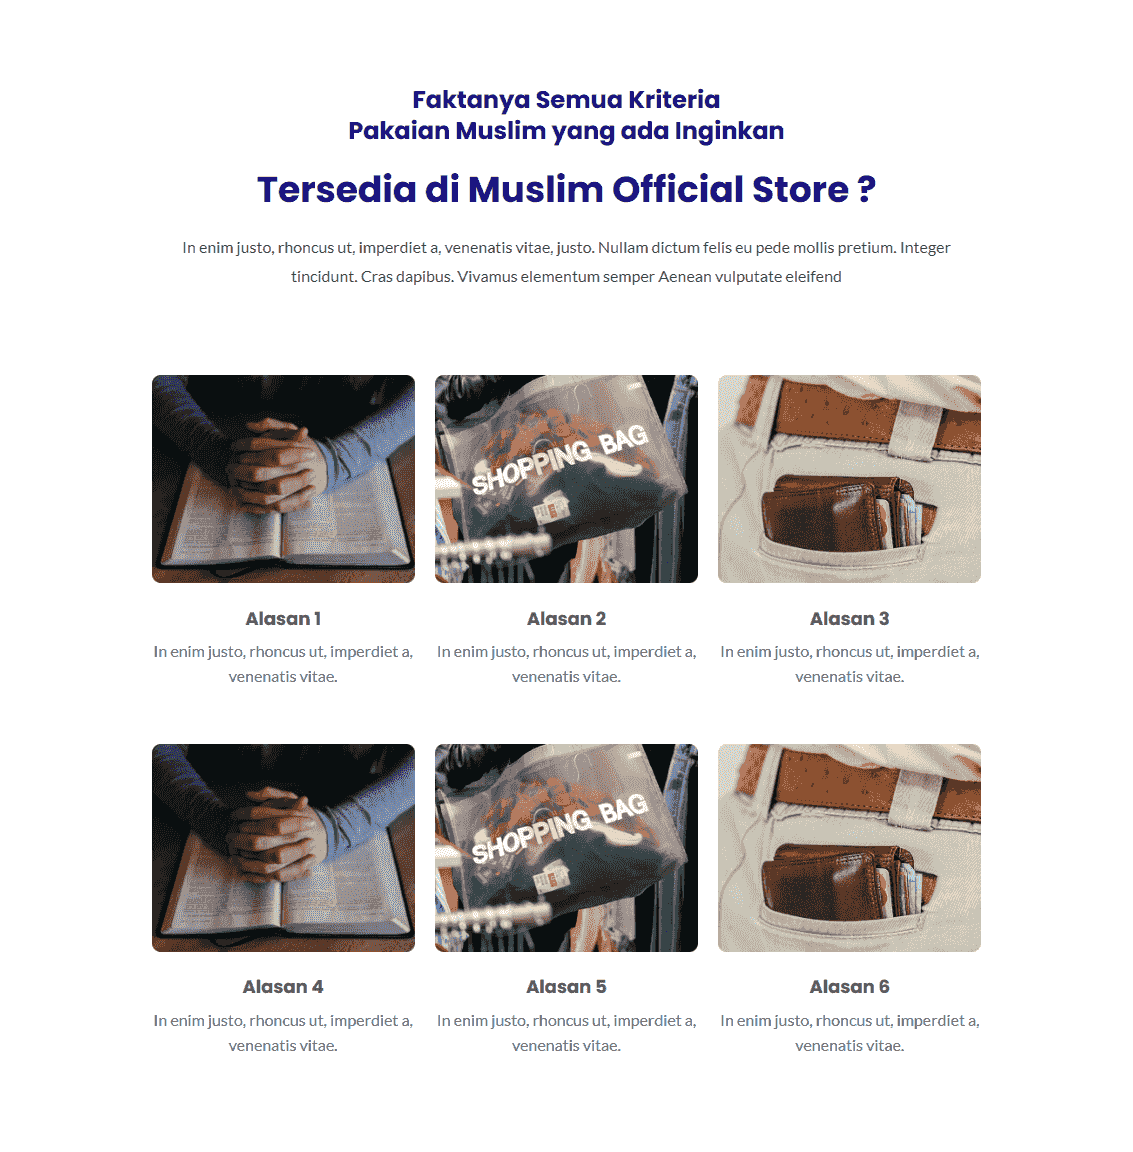 Faktanya Semua Kriteria
Pakaian Muslim yang ada Inginkan
Tersedia di Muslim Official Store ?
In enim justo, rhoncus ut, imperdiet a, venenatis vitae, justo. Nullam dictum felis eu pede mollis pretium. Integer
tincidunt. Cras dapibus. Vivamus elementum semper Aenean vulputate eleifend
SHOPPING BAG
Alasan 1
In enim justo, rhoncus ut, imperdiet a,
venenatis vitae.
Alasan 2
In enim justo, rhoncus ut, imperdiet a,
venenatis vitae.
Alasan 3
In enim justo, rhoncus ut, imperdiet a,
venenatis vitae.
SHOPPING BAG
Alasan 4
In enim justo, rhoncus ut, imperdiet a,
venenatis vitae.
Alasan 5
In enim justo, rhoncus ut, imperdiet a,
venenatis vitae.
Alasan 6
In enim justo, rhoncus ut, imperdiet a,
venenatis vitae.